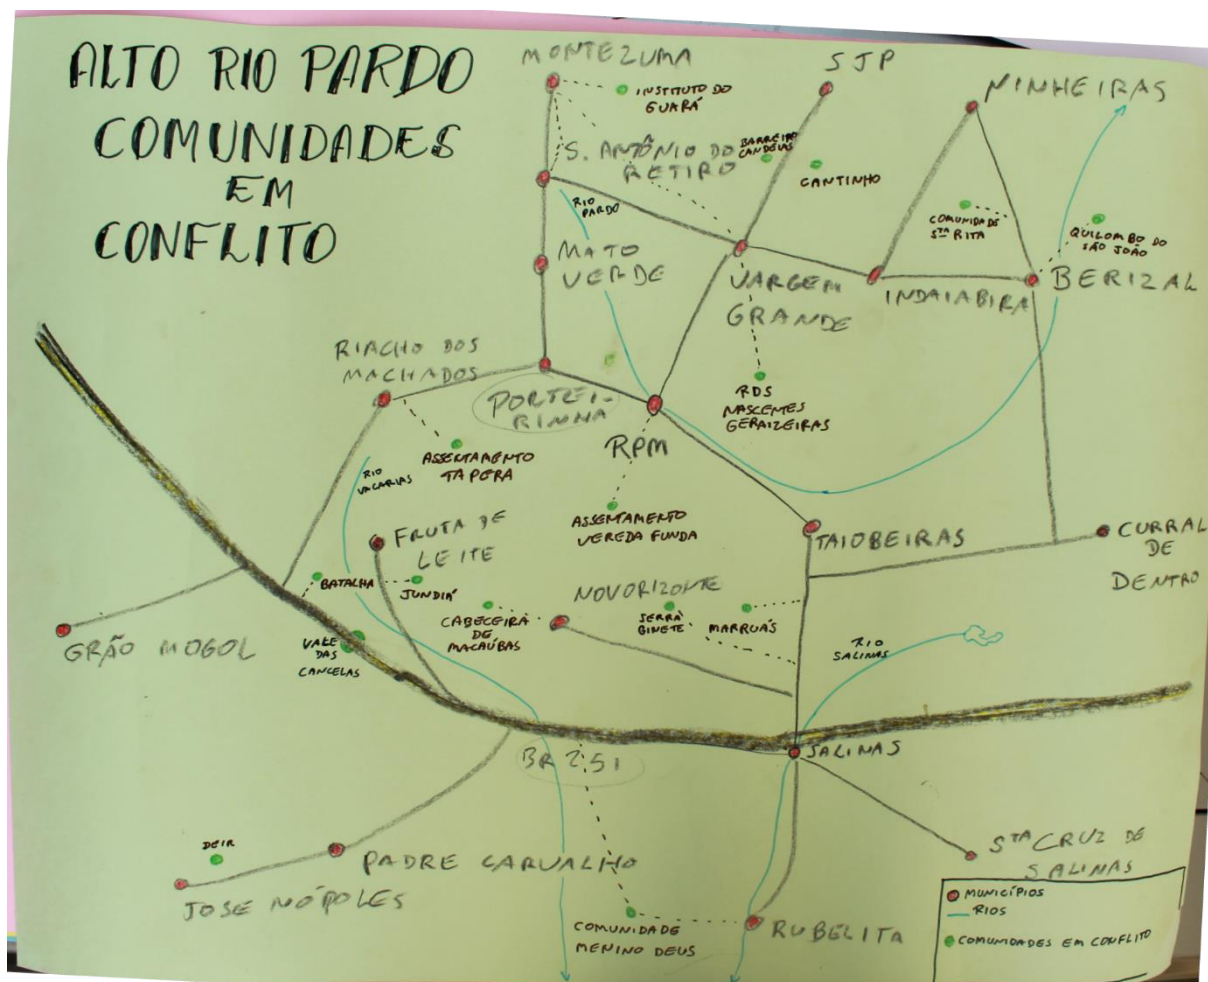 ALTO RIO PARDO
COMUNIDADES
EM
CONFLITO
MONTEZUMA
INSTITUTO DO
GUARÁ
SJP
NINHEIRAS
S. ANTÔNIO DO
RETIRO
BARREIRO
CANDEIAS
CANTINHO
RIO
PARDO
COMUNIDADE
STA RITA
QUILOMBO DO
SÃO JOÃO
MATO
VERDE
VARGEM
GRANDE
INDAIABIRA
BERIZAL
RIACHO DOS
MACHADOS
PORTEI-
RINHA
RDS
NASCENTES
GERAIZEIRAS
RPM
ASSENTAMENTO
TAPERA
RIO
VACARIAS
ASSENTAMENTO
VEREDA FUNDA
FRUTA DE
LEITE
TAIOBEIRAS
CURRAL
DE
DENTRO
BATALHA
JUNDIÁ
NOVORIZONTE
CABECEIRA
DE
MACAÚBAS
SERRA
GINETE
MARRUÁS
GRÃO MOGOL
VALE
DAS
CANCELAS
RIO
SALINAS
BR 251
SALINAS
DEIR
PADRE CARVALHO
JOSE NÓPOLES
STA CRUZ DE
SALINAS
COMUNIDADE
MENINO DEUS
RUBELITA
MUNICÍPIOS
RIOS
COMUNIDADES EM CONFLITO